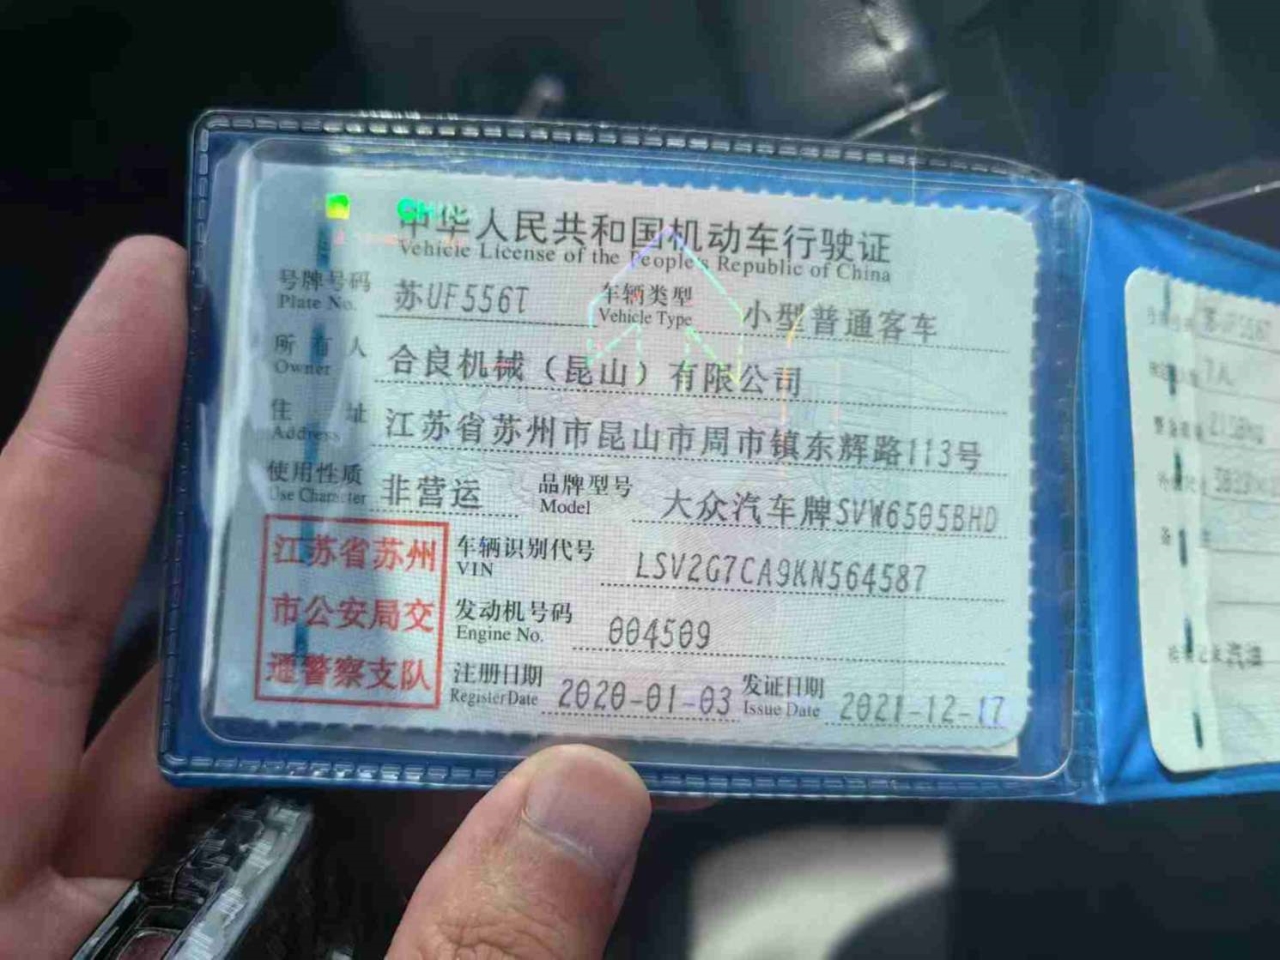 中华人民共和国机动车行驶证
Vehicle License of the People's Republic of China
号牌号码 苏UF556T 车辆类型 小型普通客车
Plate No. Vehicle Type
所有人 合良机械（昆山）有限公司
Owner
住址 江苏省苏州市昆山市周市镇东辉路113号
Address
使用性质 非营运 品牌型号 大众汽车牌SVW6505BHD
Use Character Model
江苏省苏州
市公安局交
通警察支队
车辆识别代号 LSV2G7CA9KN564587
VIN
发动机号码 004509
Engine No.
注册日期 2020-01-03 发证日期 2021-12-17
Register Date Issue Date
7人
汽油